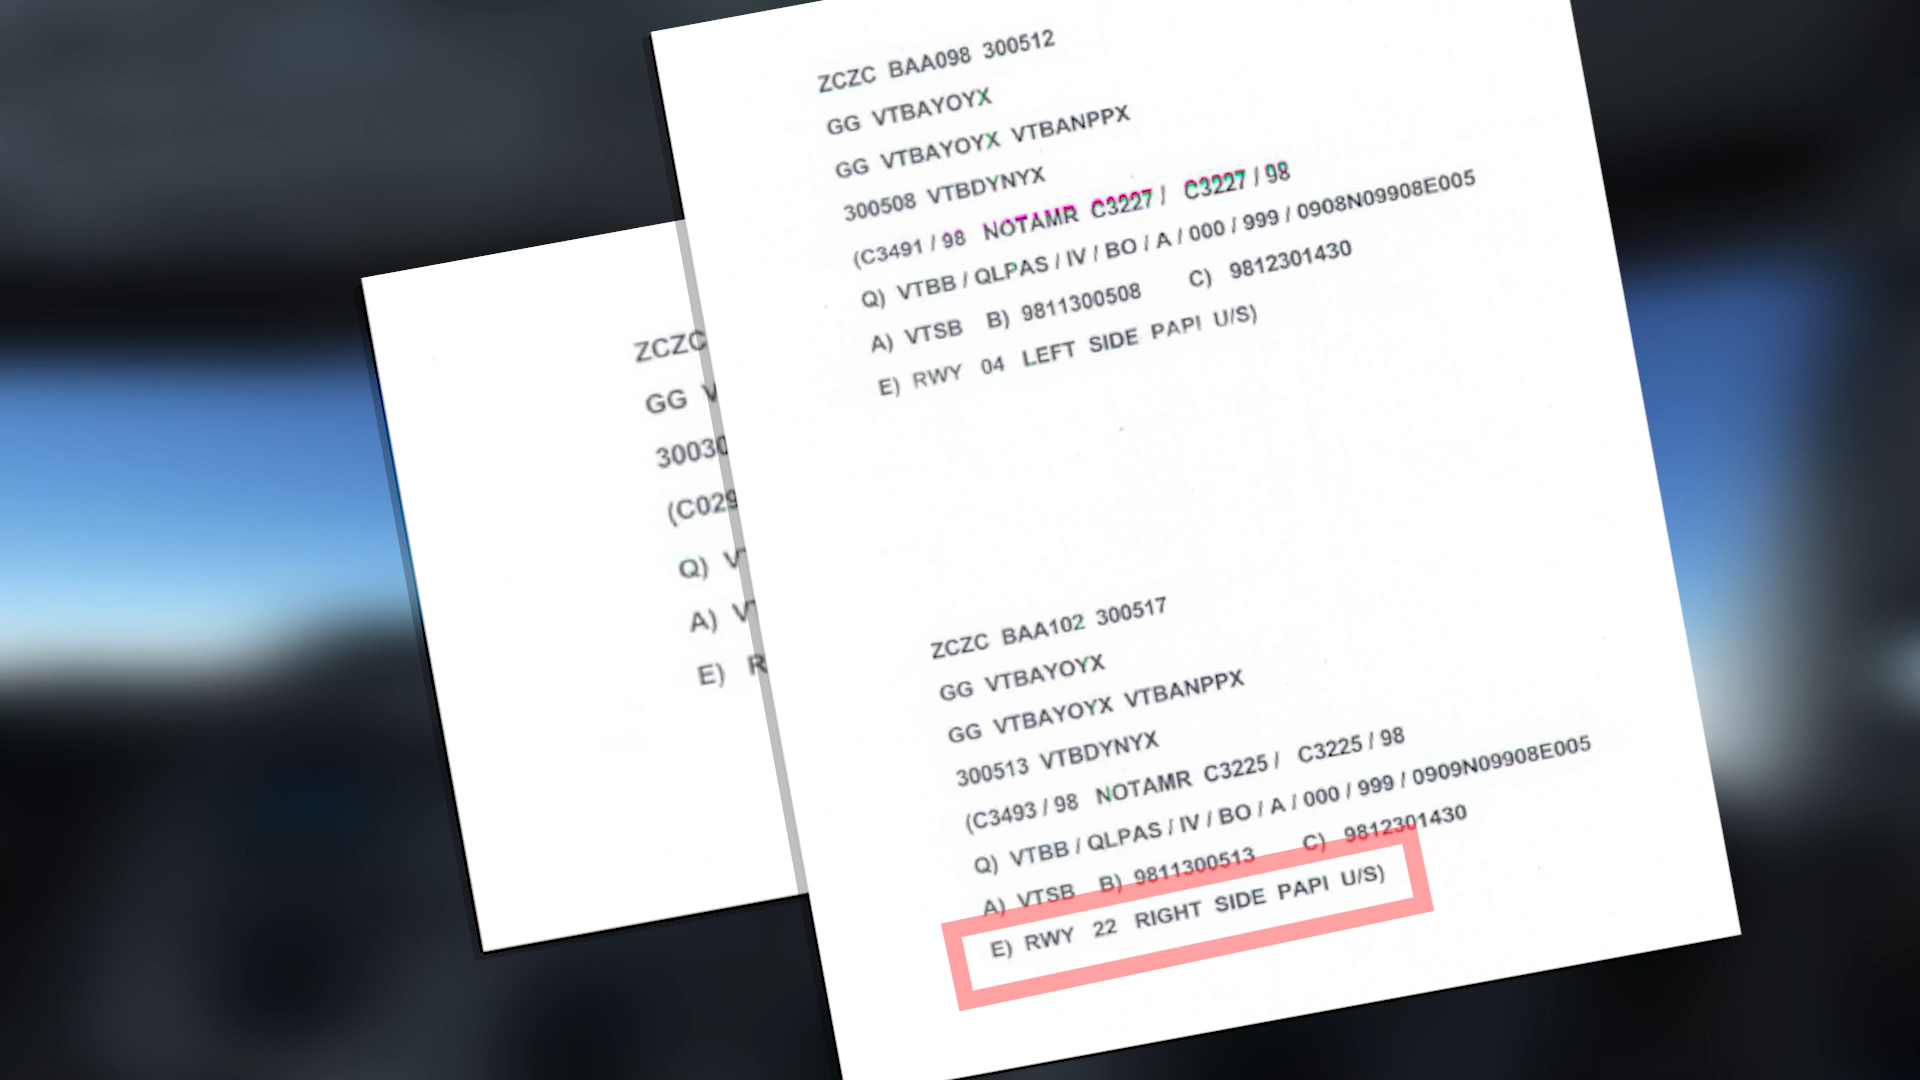 ZCZC BAA098 300512
GG VTBAYOYX
GG VTBAYOYX VTBANPPX
300508 VTBDYNYX
(C3491 / 98 NOTAMR C3227 / C3227 / 98
Q) VTBB / QLPAS / IV / BO / A / 000 / 999 / 0908N09908E005
A) VTSB B) 9811300508 C) 9812301430
E) RWY 04 LEFT SIDE PAPI U/S)
ZCZC BAA102 300517
GG VTBAYOYX
GG VTBAYOYX VTBANPPX
300513 VTBDYNYX
(C3493 / 98 NOTAMR C3225 / C3225 / 98
Q) VTBB / QLPAS / IV / BO / A / 000 / 999 / 0909N09908E005
A) VTSB B) 9811300513 C) 9812301430
E) RWY 22 RIGHT SIDE PAPI U/S)
ZCZC
GG
Q)
A)
E)